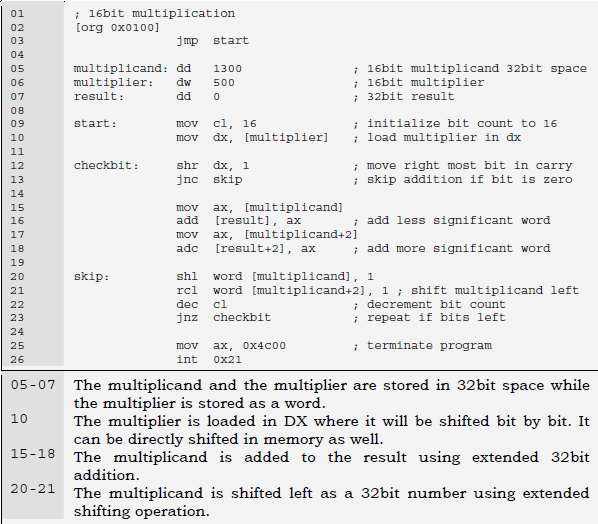 01 ; 16bit multiplication
02 [org 0x0100]
03 jmp start
04
05 multiplicand: dd 1300 ; 16bit multiplicand 32bit space
06 multiplier: dw 500 ; 16bit multiplier
07 result: dd 0 ; 32bit result
08
09 start: mov cl, 16 ; initialize bit count to 16
10 mov dx, [multiplier] ; load multiplier in dx
11
12 checkbit: shr dx, 1 ; move right most bit in carry
13 jnc skip ; skip addition if bit is zero
14
15 mov ax, [multiplicand]
16 add [result], ax ; add less significant word
17 mov ax, [multiplicand+2]
18 adc [result+2], ax ; add more significant word
19
20 skip: shl word [multiplicand], 1
21 rcl word [multiplicand+2], 1 ; shift multiplicand left
22 dec cl ; decrement bit count
23 jnz checkbit ; repeat if bits left
24
25 mov ax, 0x4c00 ; terminate program
26 int 0x21
05-07 The multiplicand and the multiplier are stored in 32bit space while
the multiplier is stored as a word.
10 The multiplier is loaded in DX where it will be shifted bit by bit. It
can be directly shifted in memory as well.
15-18 The multiplicand is added to the result using extended 32bit
addition.
20-21 The multiplicand is shifted left as a 32bit number using extended
shifting operation.